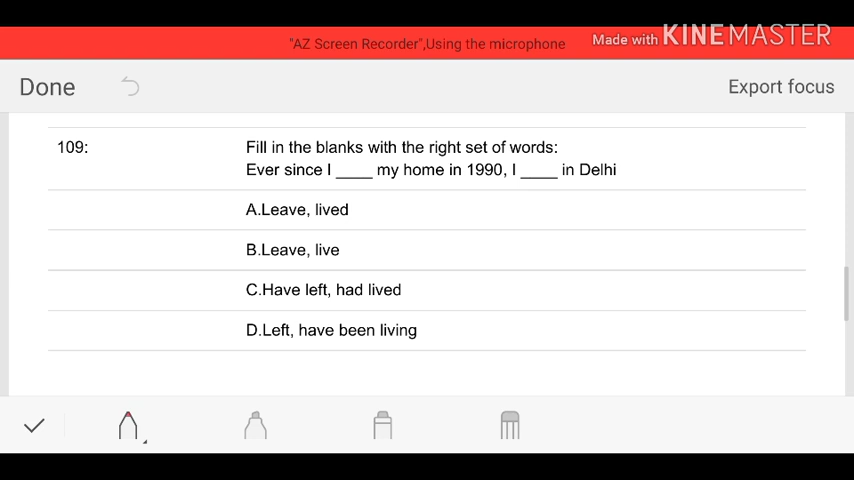 "AZ Screen Recorder",Using the microphone
Made with KINEMASTER
Done
Export focus
109:
Fill in the blanks with the right set of words:
Ever since I ____ my home in 1990, I ____ in Delhi
A.Leave, lived
B.Leave, live
C.Have left, had lived
D.Left, have been living